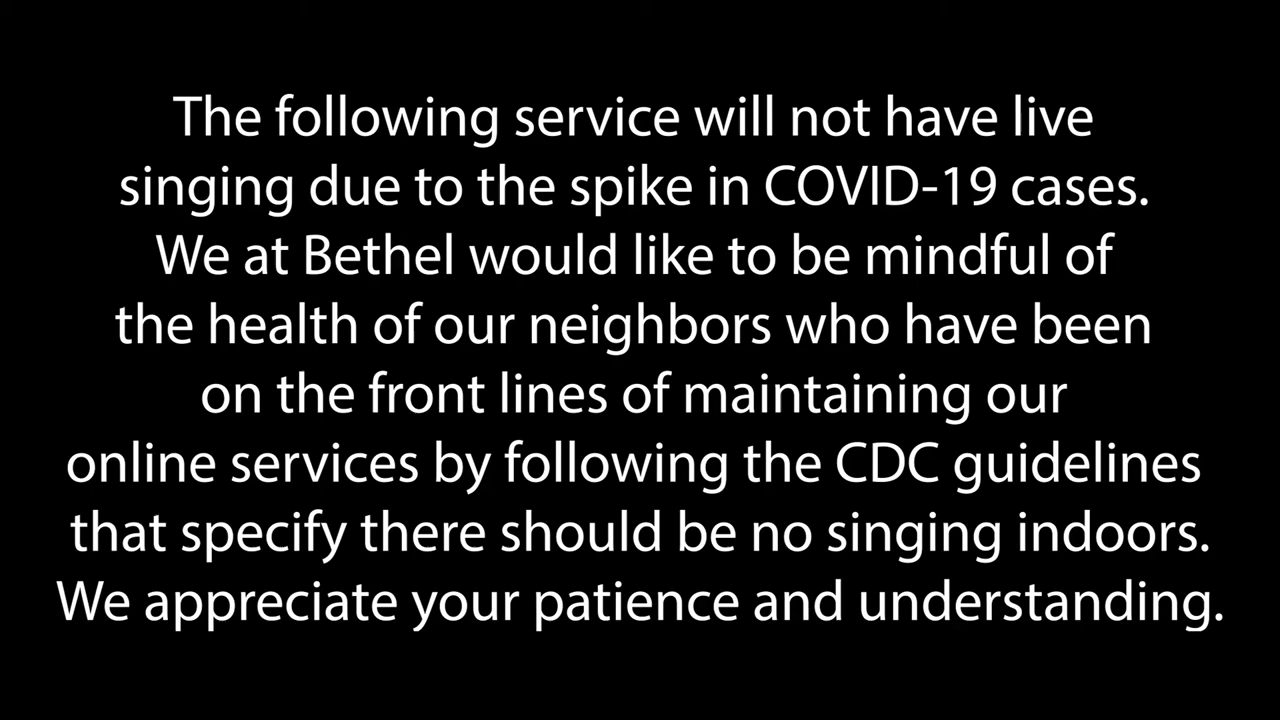 The following service will not have live
singing due to the spike in COVID-19 cases.
We at Bethel would like to be mindful of
the health of our neighbors who have been
on the front lines of maintaining our
online services by following the CDC guidelines
that specify there should be no singing indoors.
We appreciate your patience and understanding.